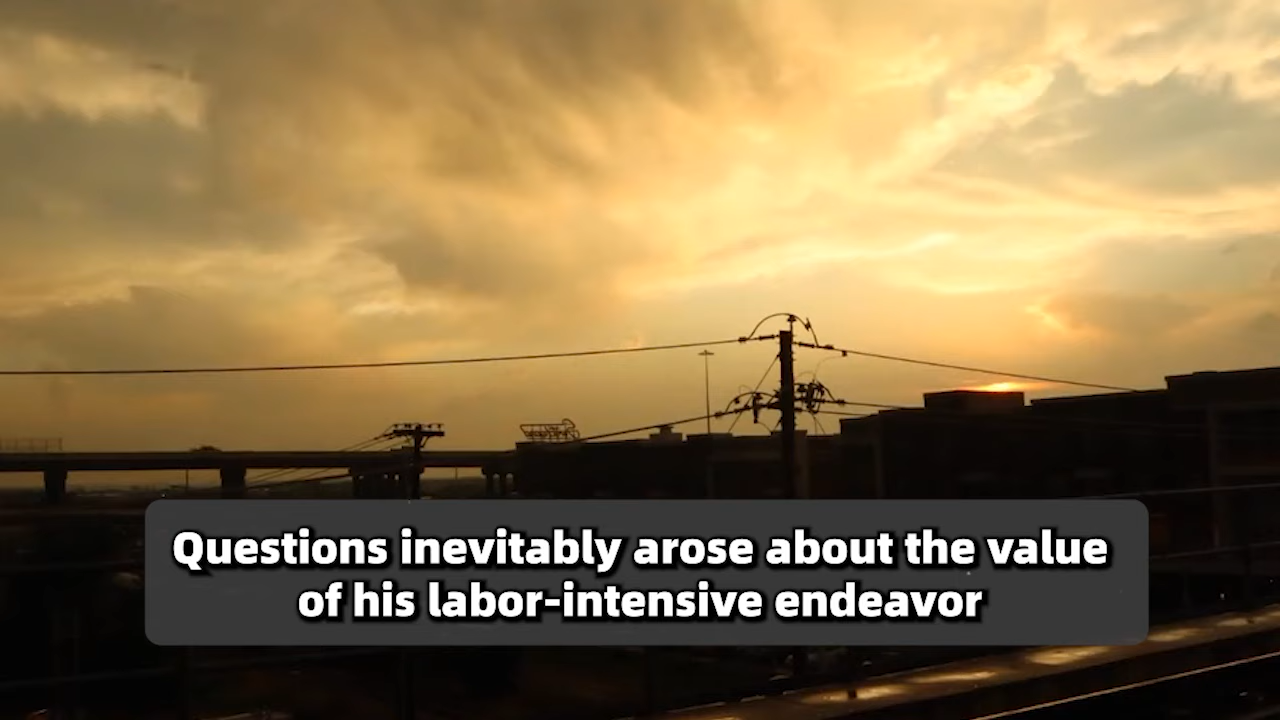 Questions inevitably arose about the value
of his labor-intensive endeavor